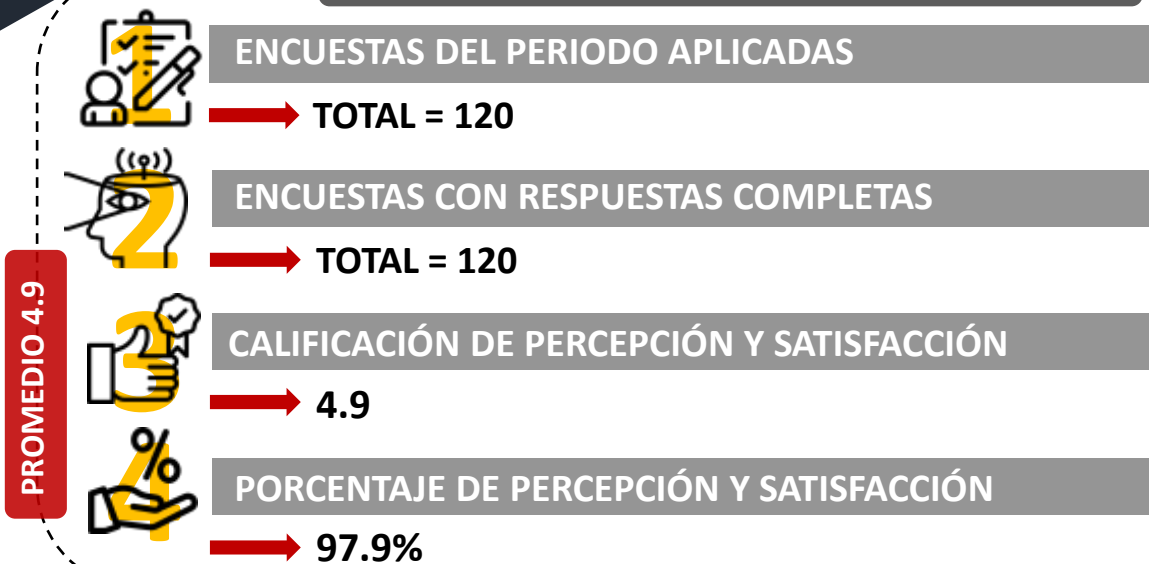 1
ENCUESTAS DEL PERIODO APLICADAS
TOTAL = 120
2
ENCUESTAS CON RESPUESTAS COMPLETAS
TOTAL = 120
PROMEDIO 4.9
3
CALIFICACIÓN DE PERCEPCIÓN Y SATISFACCIÓN
4.9
4
%
PORCENTAJE DE PERCEPCIÓN Y SATISFACCIÓN
97.9%